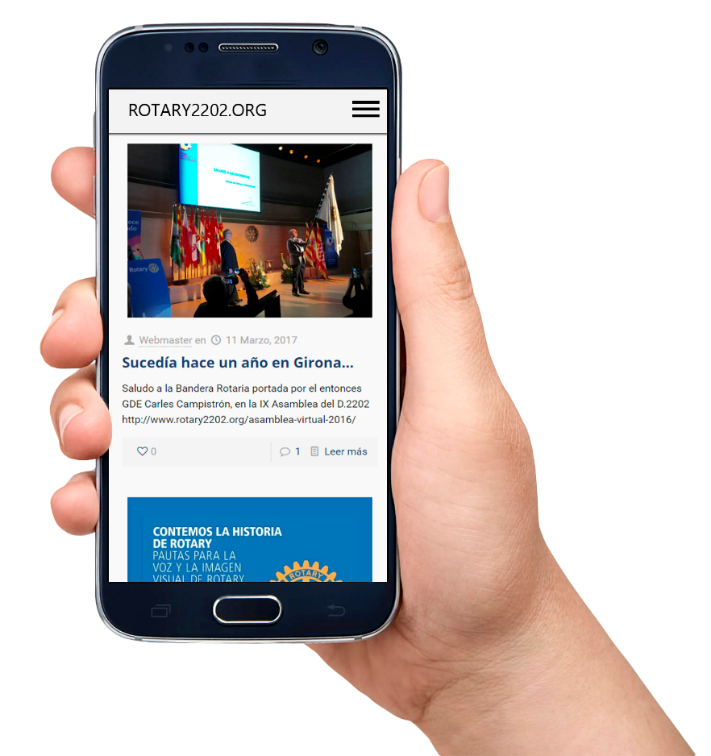 ROTARY2202.ORG
Rotary
Webmaster en 11 Marzo, 2017
Sucedía hace un año en Girona...
Saludo a la Bandera Rotaria portada por el entonces
GDE Carles Campistrón, en la IX Asamblea del D.2202
http://www.rotary2202.org/asamblea-virtual-2016/
0 1 Leer más
CONTEMOS LA HISTORIA
DE ROTARY
PAUTAS PARA LA
VOZ Y LA IMAGEN
VISUAL DE ROTARY
ROTARY